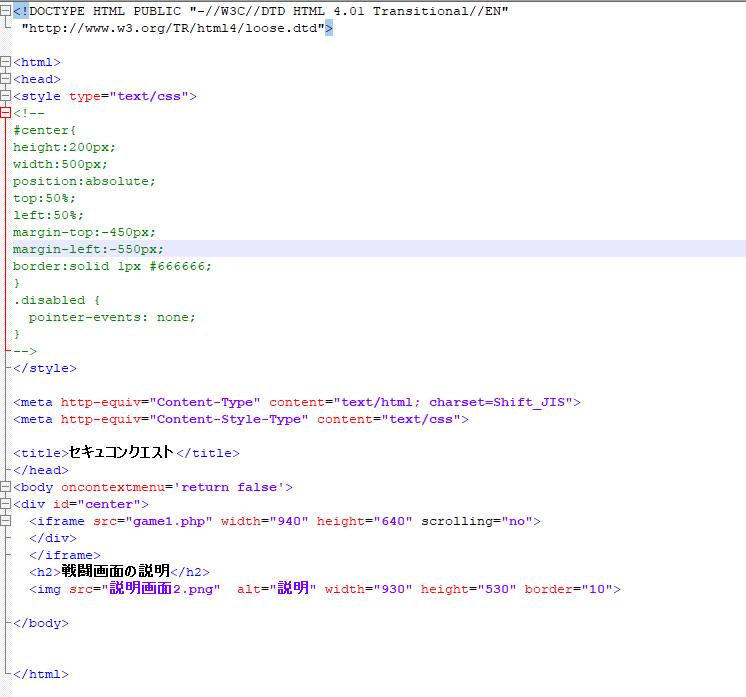 <!DOCTYPE HTML PUBLIC "-//W3C//DTD HTML 4.01 Transitional//EN"
"http://www.w3.org/TR/html4/loose.dtd">
<html>
<head>
<style type="text/css">
<!--
#center{
height:200px;
width:500px;
position:absolute;
top:50%;
left:50%;
margin-top:-450px;
margin-left:-550px;
border:solid 1px #666666;
}
.disabled {
pointer-events: none;
}
-->
</style>
<meta http-equiv="Content-Type" content="text/html; charset=Shift_JIS">
<meta http-equiv="Content-Style-Type" content="text/css">
<title>セキュコンクエスト</title>
</head>
<body oncontextmenu='return false'>
<div id="center">
<iframe src="game1.php" width="940" height="640" scrolling="no">
</div>
</iframe>
<h2>戦闘画面の説明</h2>
<img src="説明画面2.png"  alt="説明" width="930" height="530" border="10">
</body>
</html>